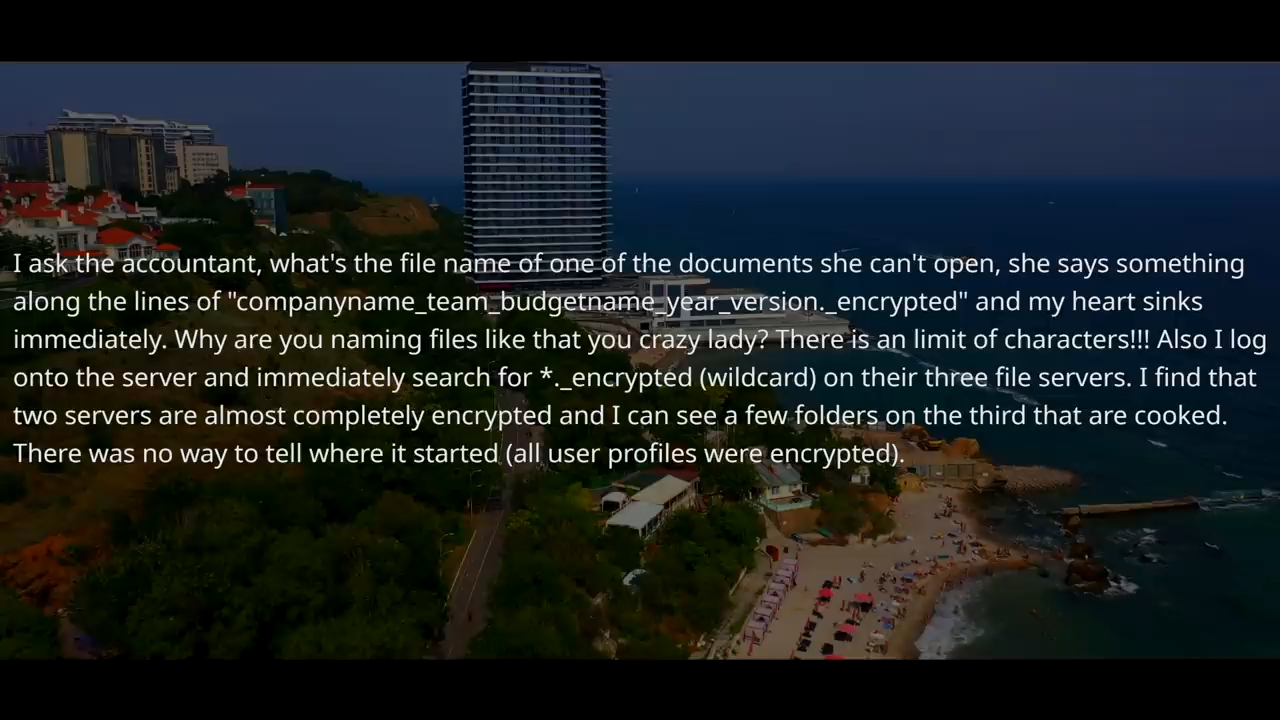 I ask the accountant, what's the file name of one of the documents she can't open, she says something
along the lines of "companyname_team_budgetname_year_version._encrypted" and my heart sinks
immediately. Why are you naming files like that you crazy lady? There is an limit of characters!!! Also I log
onto the server and immediately search for *._encrypted (wildcard) on their three file servers. I find that
two servers are almost completely encrypted and I can see a few folders on the third that are cooked.
There was no way to tell where it started (all user profiles were encrypted).